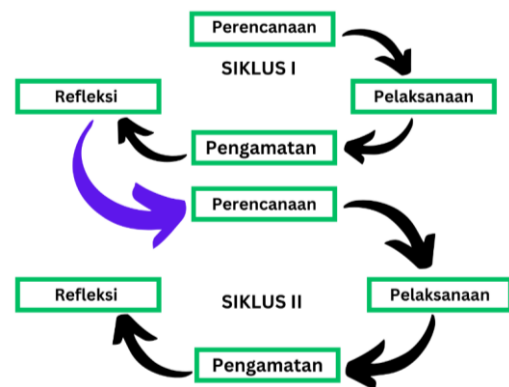 Perencanaan
SIKLUS I
Refleksi
Pelaksanaan
Pengamatan
Perencanaan
Refleksi
SIKLUS II
Pelaksanaan
Pengamatan